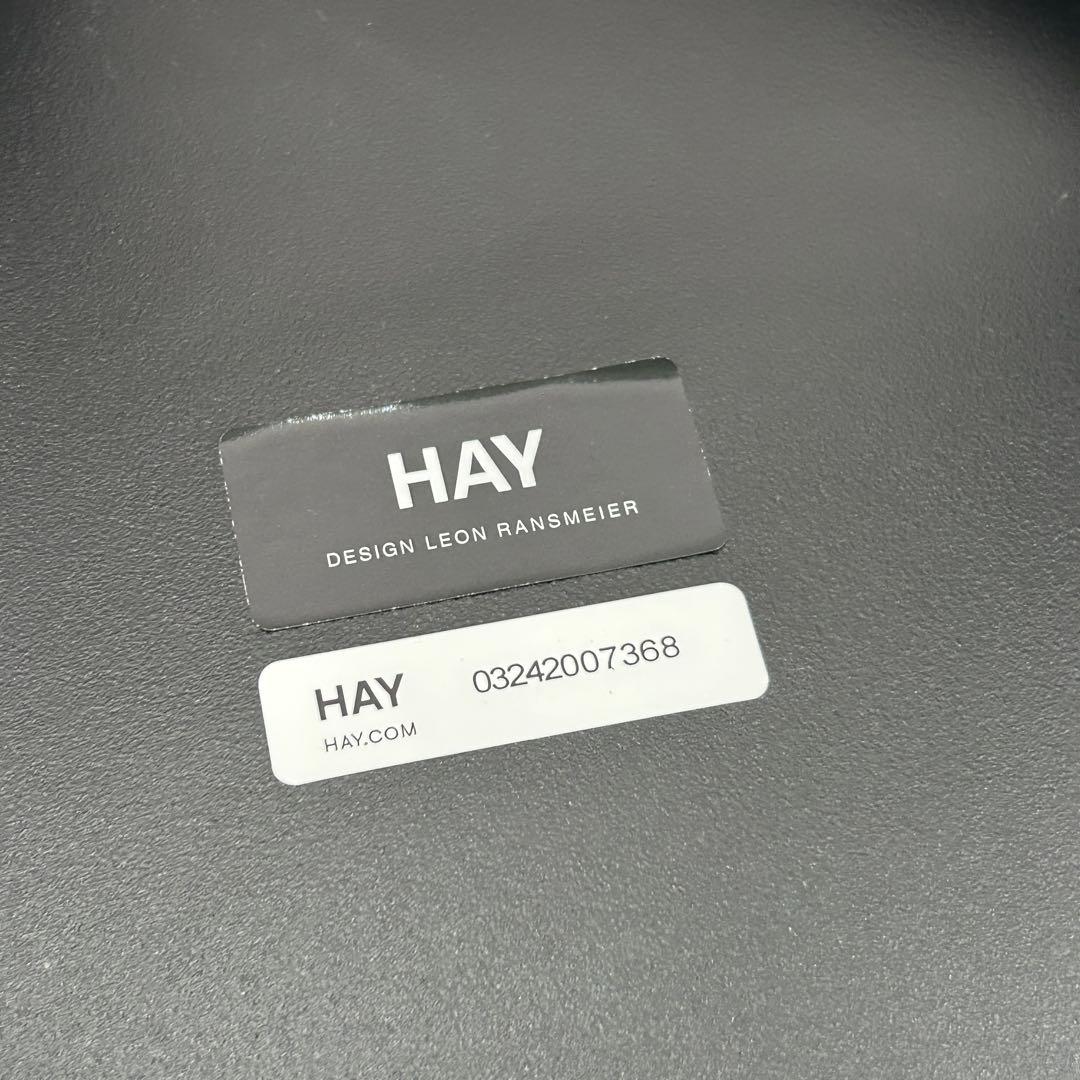 HAY
DESIGN LEON RANSMEIER
HAY 03242007368
HAY.COM